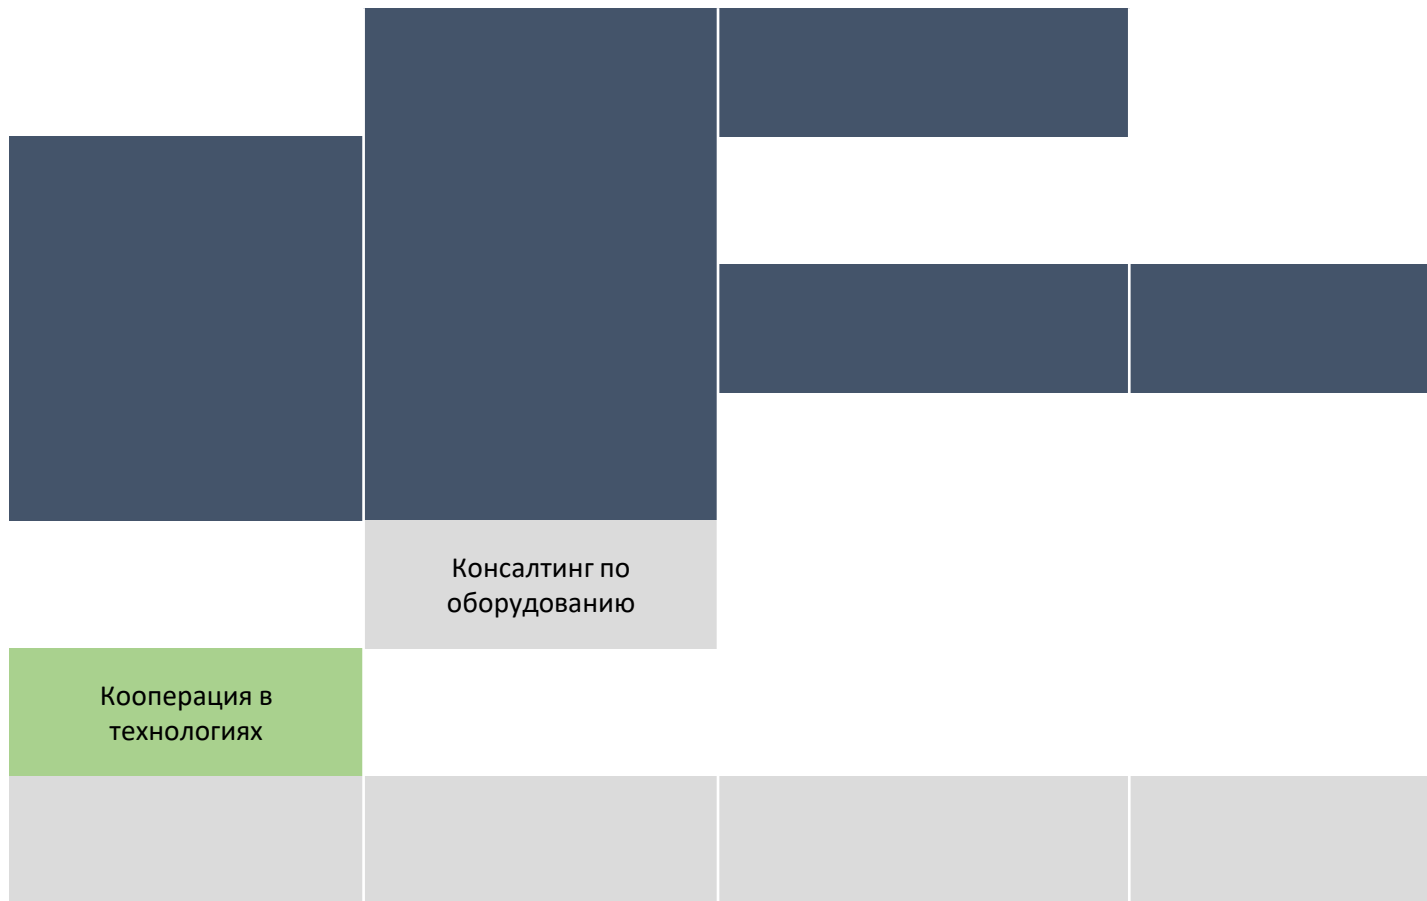 Консалтинг по
оборудованию
Кооперация в
технологиях